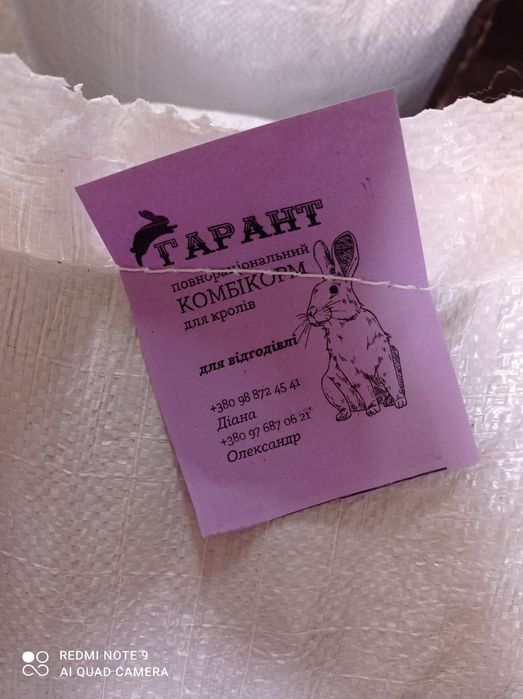 ГАРАНТ
повнораціональний
КОМБІКОРМ
для кролів
для відгодівлі
+380 98 872 45 41
Діана
+380 97 687 06 21
Олександр
REDMI NOTE 9
AI QUAD CAMERA